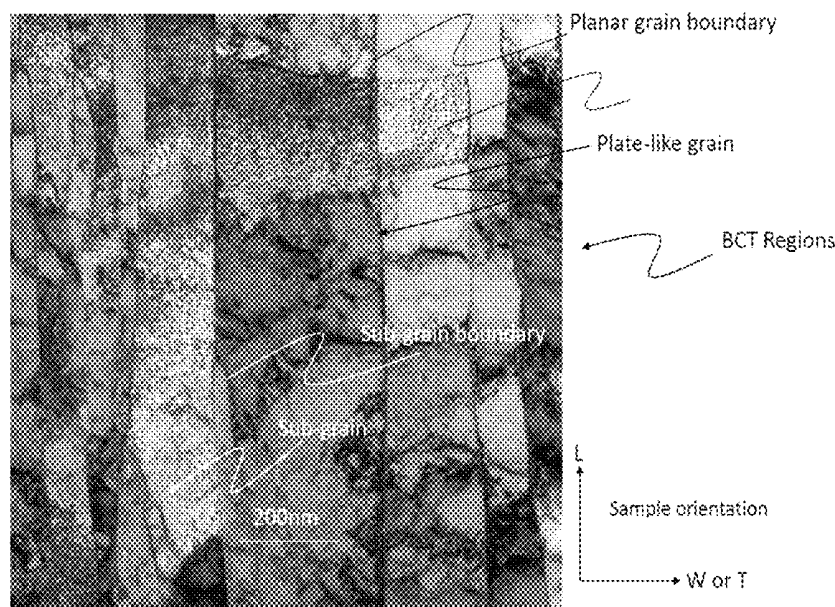 Planar grain boundary
Plate-like grain
BCT Regions
Sub-grain boundary
Sub-grain
200nm
L
Sample orientation
W or T